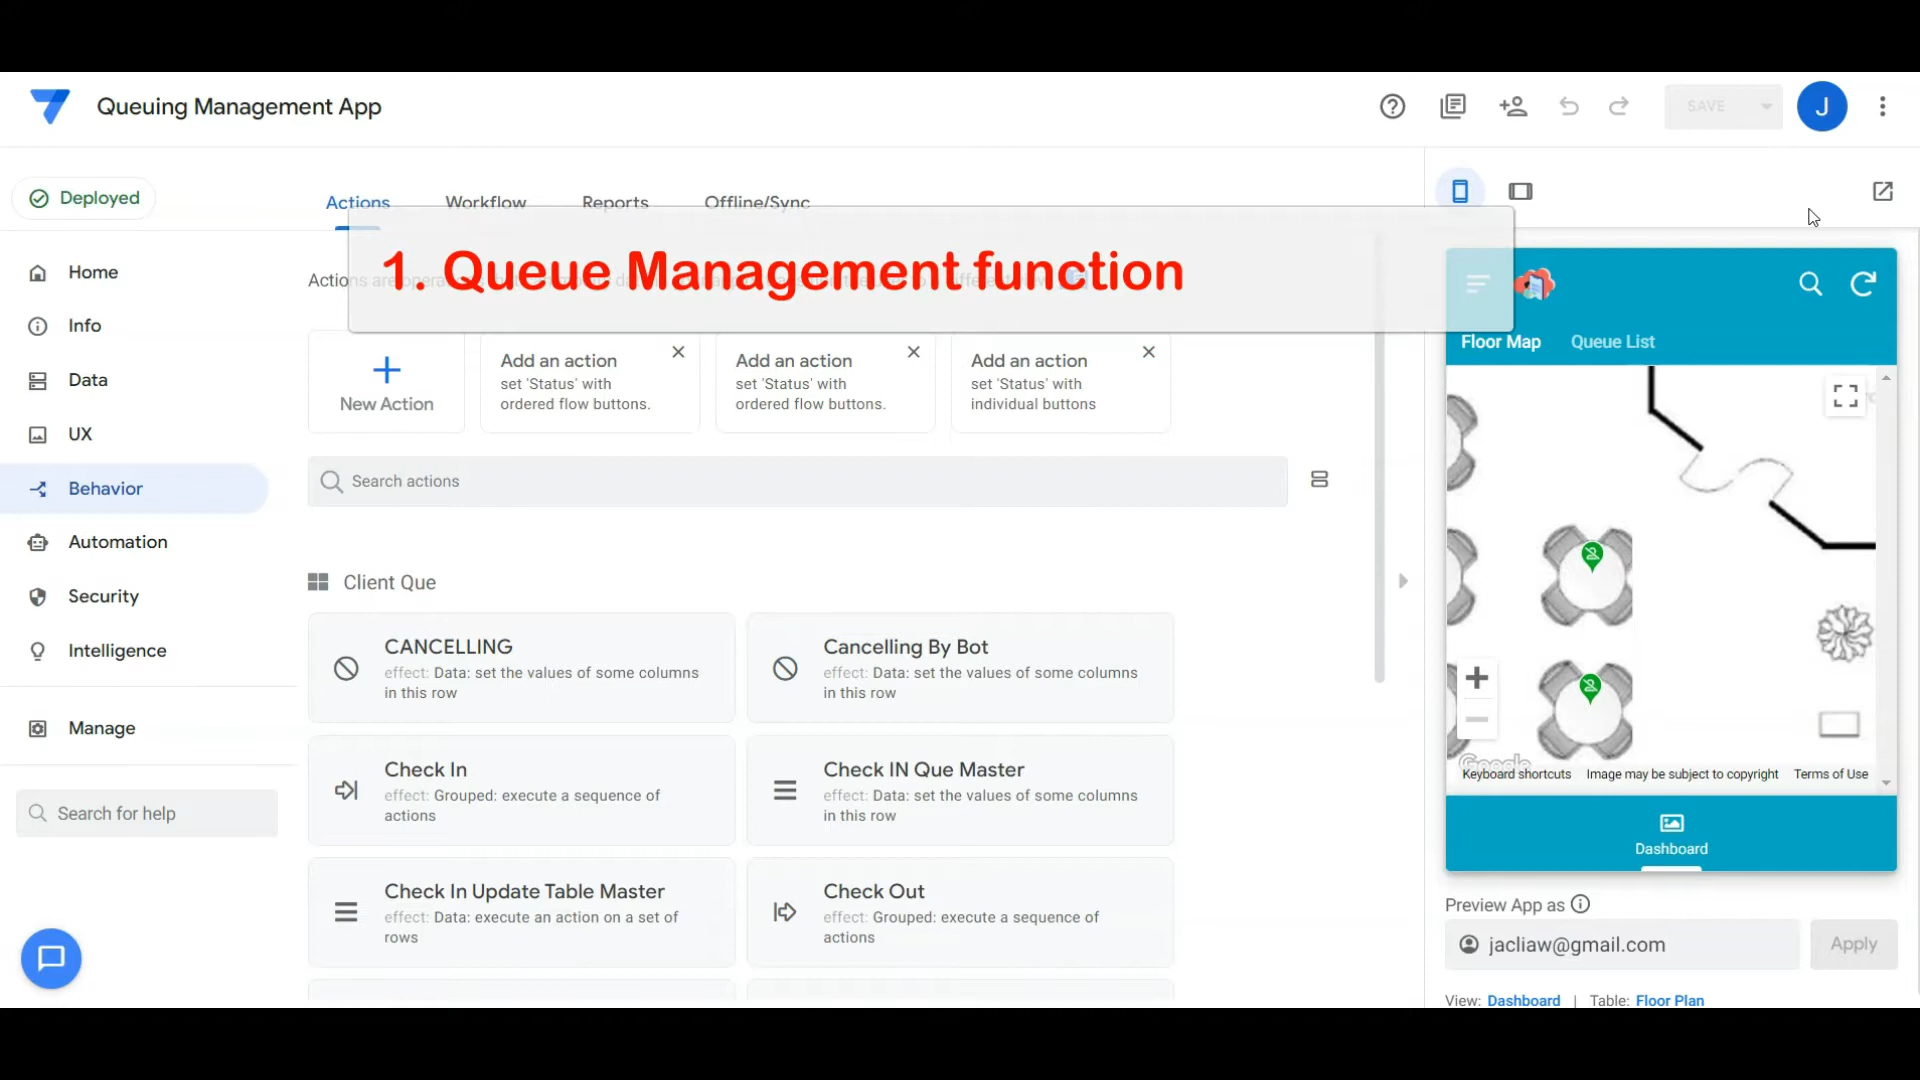 Queuing Management App
SAVE
J
Deployed
Actions
Workflow
Reports
Offline/Sync
1. Queue Management function
Actions are opera
Home
Info
Data
UX
Behavior
Automation
Security
Intelligence
Manage
Search for help
New Action
Add an action
set 'Status' with
ordered flow buttons.
Add an action
set 'Status' with
ordered flow buttons.
Add an action
set 'Status' with
individual buttons
Search actions
Client Que
CANCELLING
effect: Data: set the values of some columns
in this row
Cancelling By Bot
effect: Data: set the values of some columns
in this row
Check In
effect: Grouped: execute a sequence of
actions
Check IN Que Master
effect: Data: set the values of some columns
in this row
Check In Update Table Master
effect: Data: execute an action on a set of
rows
Check Out
effect: Grouped: execute a sequence of
actions
Floor Map
Queue List
Google
Keyboard shortcuts
Image may be subject to copyright
Terms of Use
Dashboard
Preview App as
jacliaw@gmail.com
Apply
View: Dashboard | Table: Floor Plan